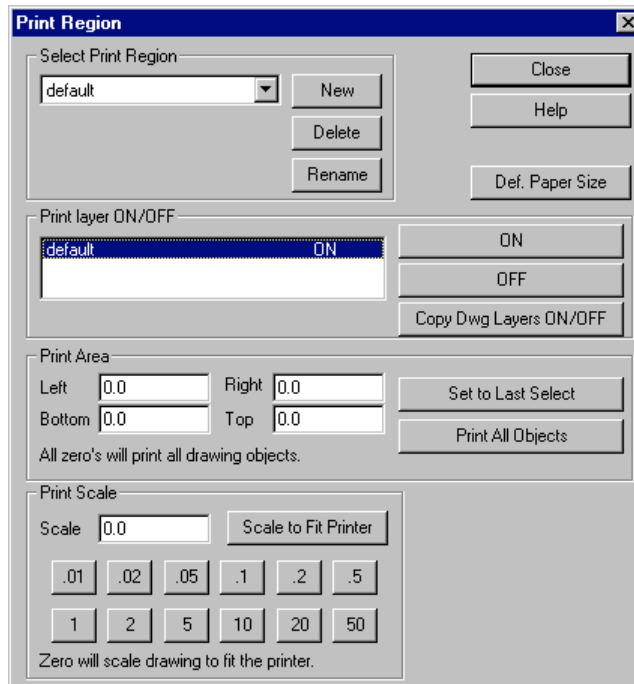 Print Region
Select Print Region
default
New
Delete
Rename
Close
Help
Def. Paper Size
Print layer ON/OFF
default ON
ON
OFF
Copy Dwg Layers ON/OFF
Print Area
Left 0.0 Right 0.0
Bottom 0.0 Top 0.0
All zero's will print all drawing objects.
Set to Last Select
Print All Objects
Print Scale
Scale 0.0 Scale to Fit Printer
.01 .02 .05 .1 .2 .5
1 2 5 10 20 50
Zero will scale drawing to fit the printer.